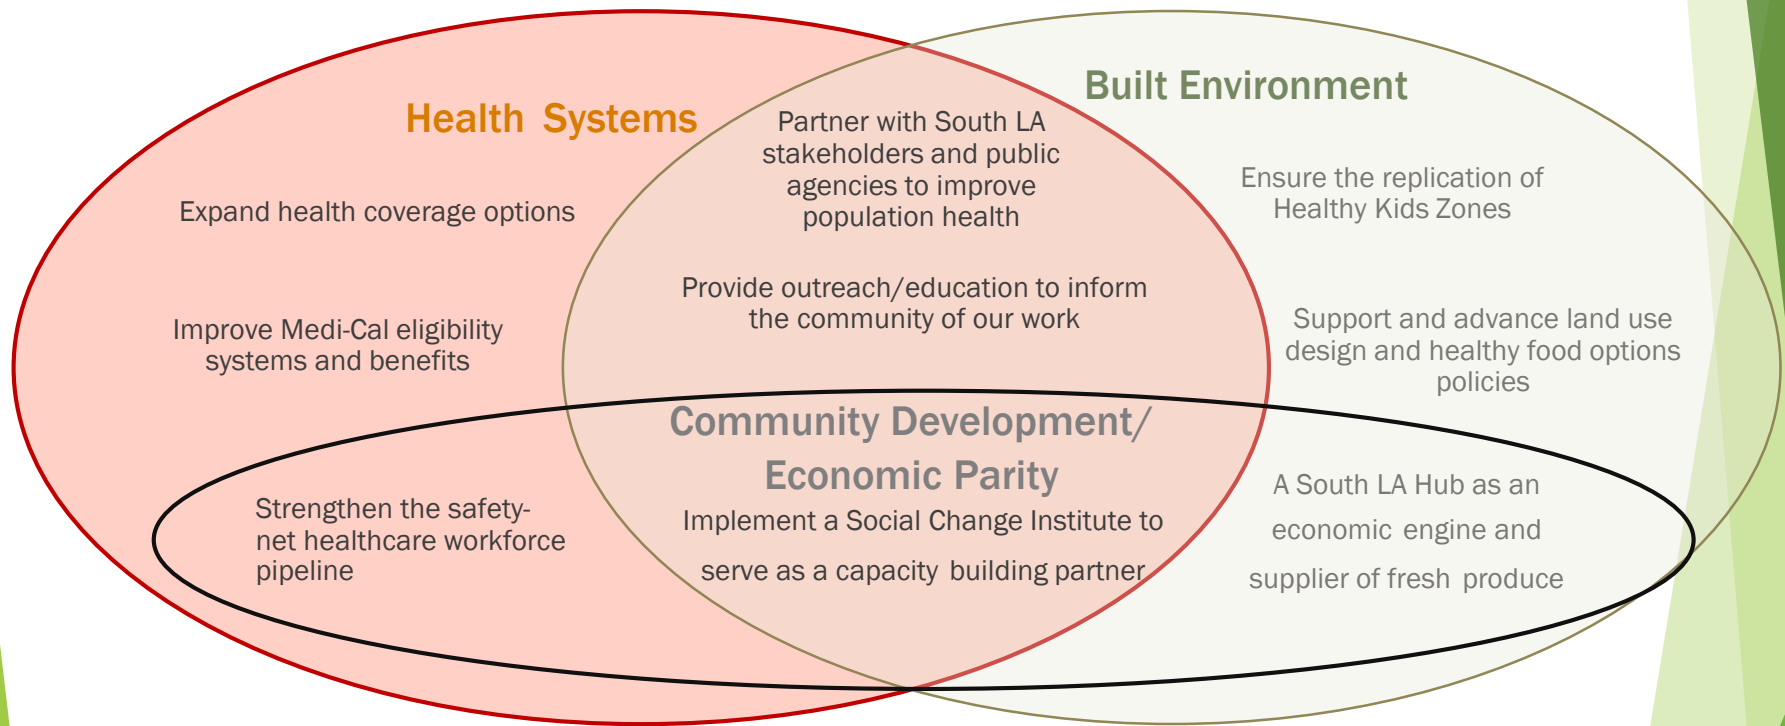 Health Systems
Expand health coverage options
Improve Medi-Cal eligibility
systems and benefits
Partner with South LA
stakeholders and public
agencies to improve
population health
Provide outreach/education to inform
the community of our work
Built Environment
Ensure the replication of
Healthy Kids Zones
Support and advance land use
design and healthy food options
policies
Community Development/
Economic Parity
Strengthen the safety-
net healthcare workforce
pipeline
Implement a Social Change Institute to
serve as a capacity building partner
A South LA Hub as an
economic engine and
supplier of fresh produce